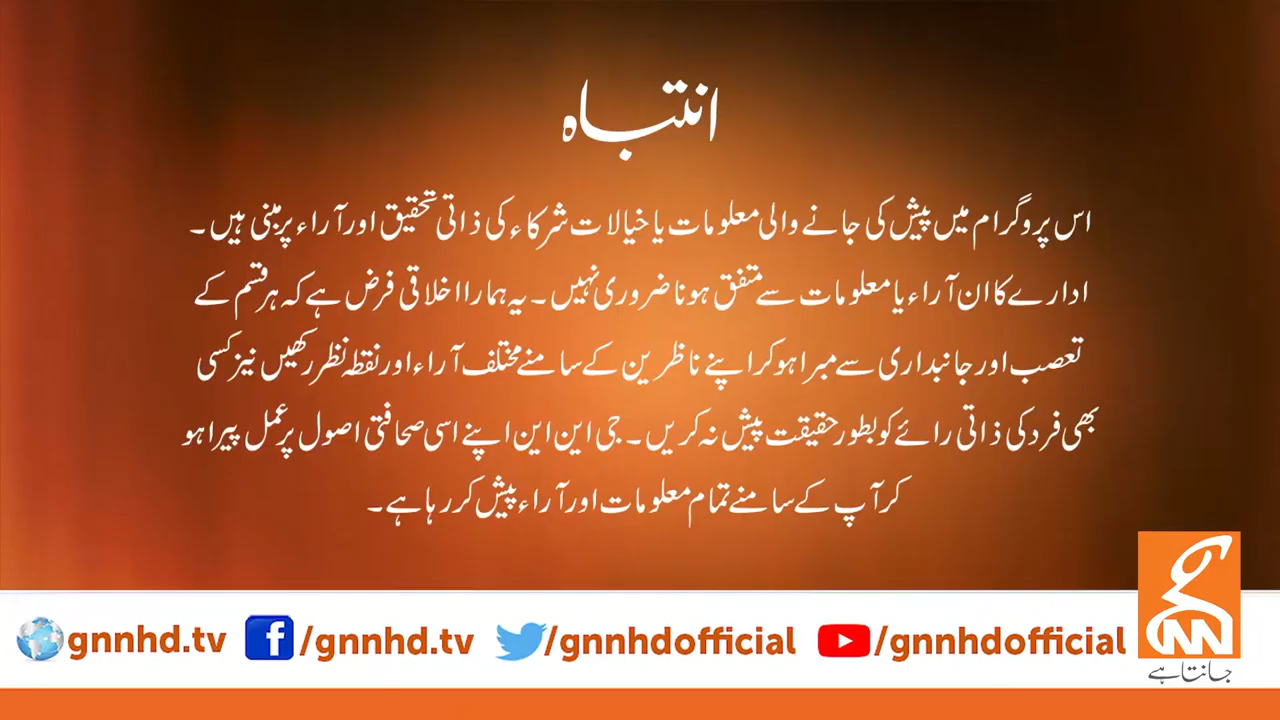 انتباہ
اس پروگرام میں پیش کی جانے والی معلومات یا خیالات شرکاء کی ذاتی تحقیق اور آراء پر مبنی ہیں۔
ادارے کا ان آراء یا معلومات سے متفق ہونا ضروری نہیں۔ یہ ہمارا اخلاقی فرض ہے کہ ہر قسم کے
تعصب اور جانبداری سے مبرا ہو کر اپنے ناظرین کے سامنے مختلف آراء اور نقطہ نظر رکھیں نیز کسی
بھی فرد کی ذاتی رائے کو بطور حقیقت پیش نہ کریں۔ جی این این اپنے اسی صحافتی اصول پر عمل پیرا ہو
کر آپ کے سامنے تمام معلومات اور آراء پیش کر رہا ہے۔
gnnhd.tv /gnnhd.tv /gnnhdofficial /gnnhdofficial
GNN
جانتا ہے